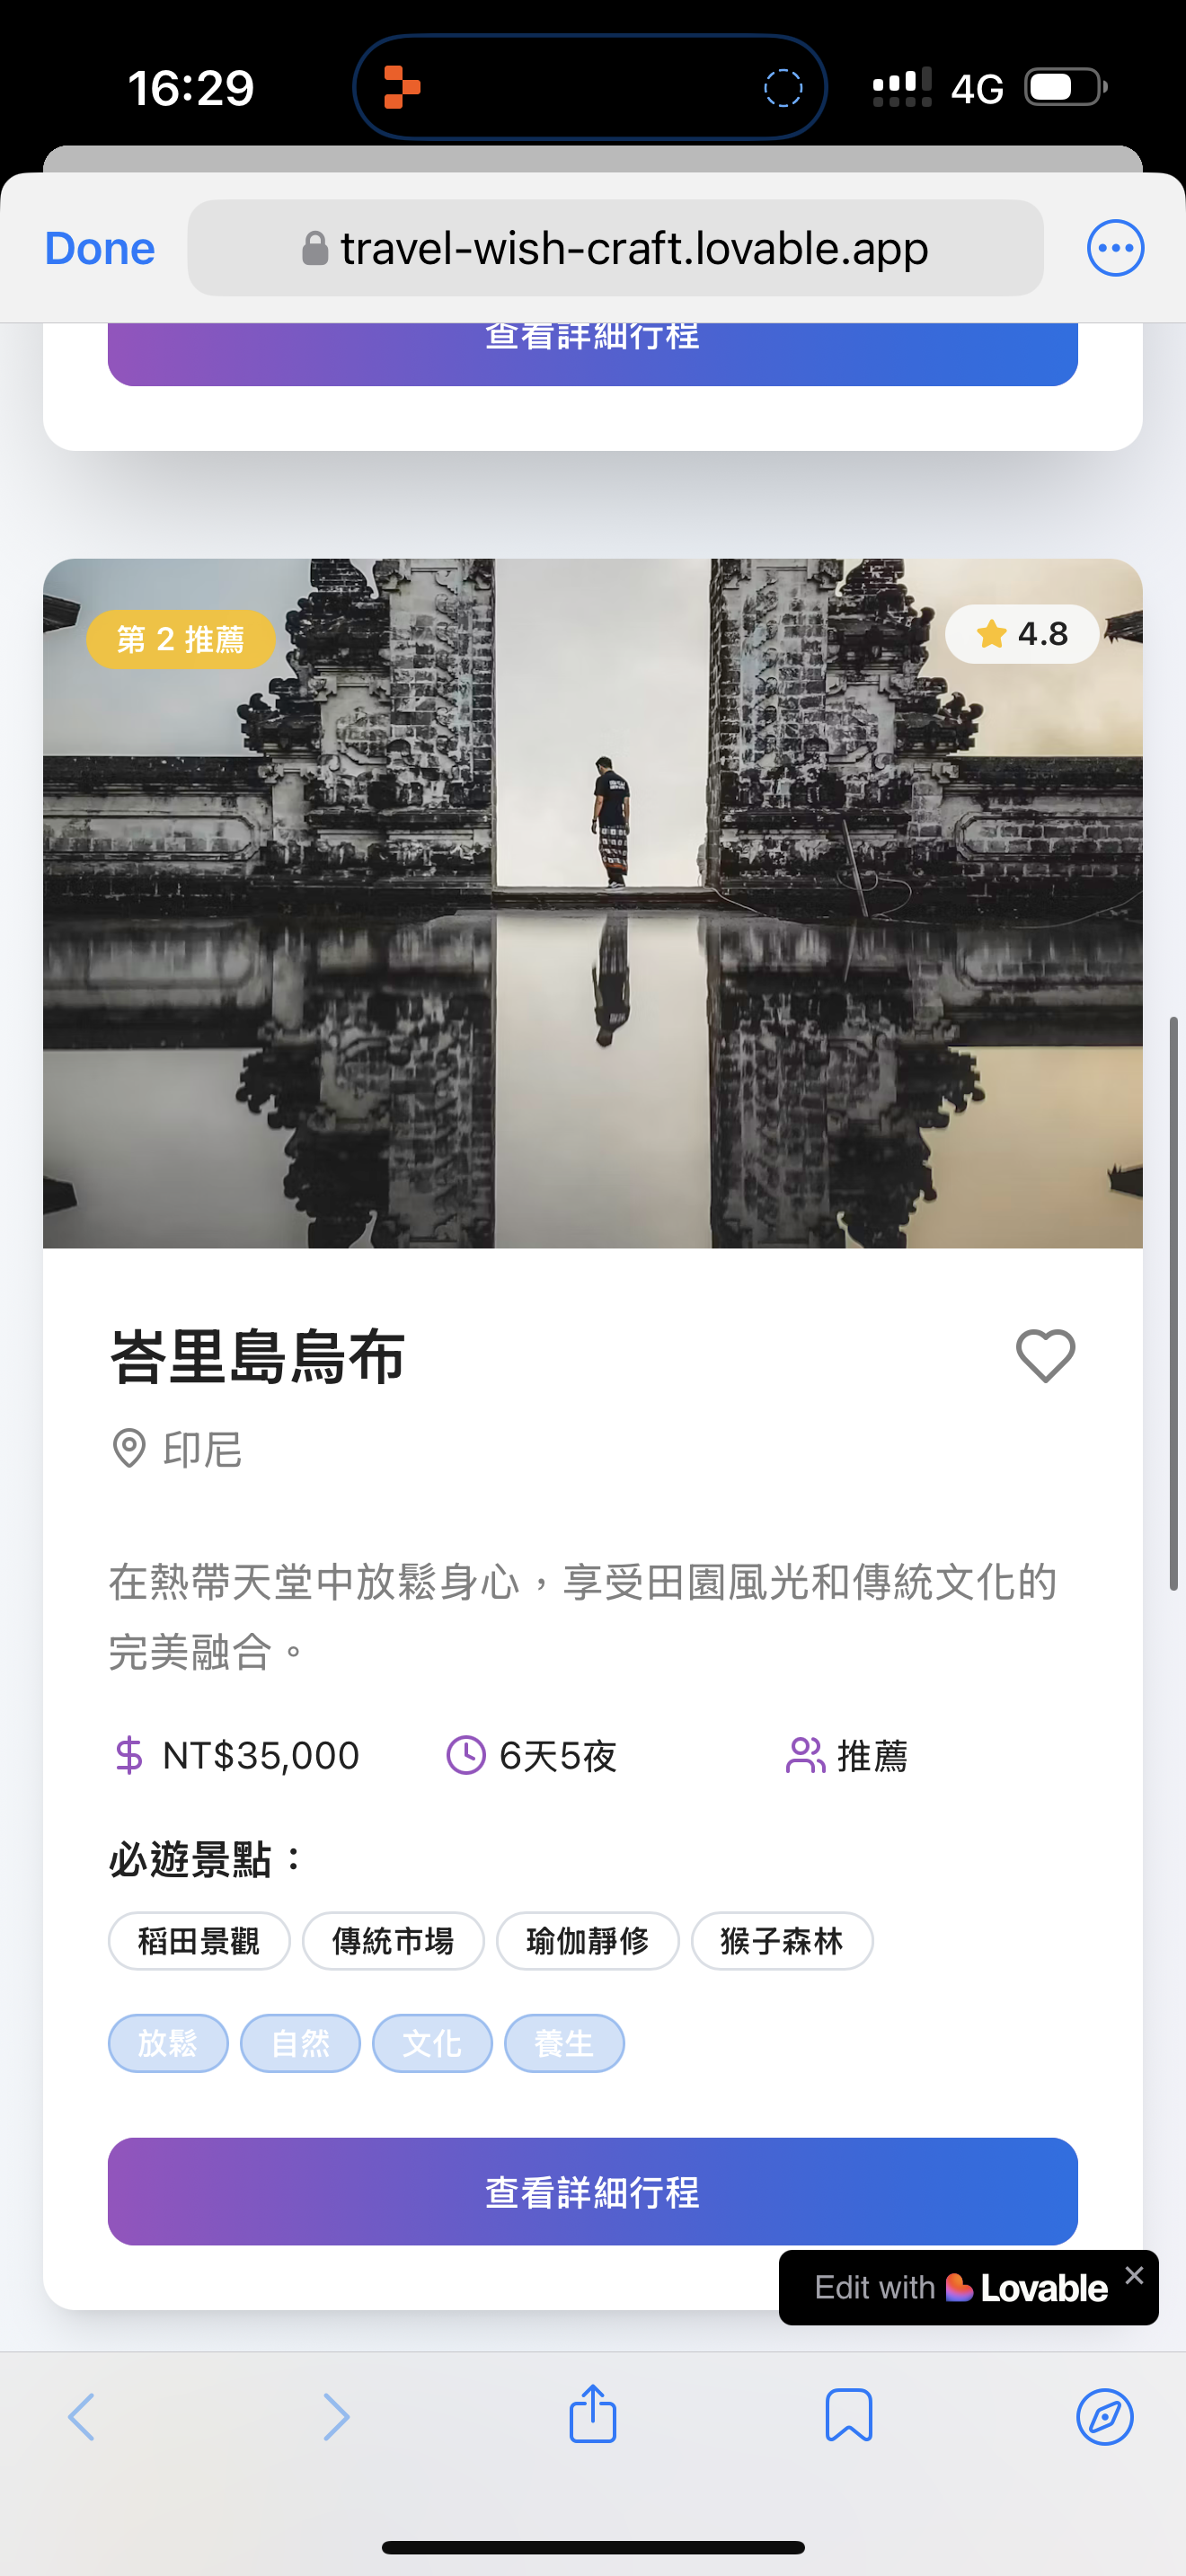 16:29
4G
Done
travel-wish-craft.lovable.app
查看詳細行程
第 2 推薦
4.8
峇里島烏布
印尼
在熱帶天堂中放鬆身心，享受田園風光和傳統文化的
完美融合。
NT$35,000
6天5夜
推薦
必遊景點：
稻田景觀 傳統市場 瑜伽靜修 猴子森林
放鬆 自然 文化 養生
查看詳細行程
Edit with Lovable